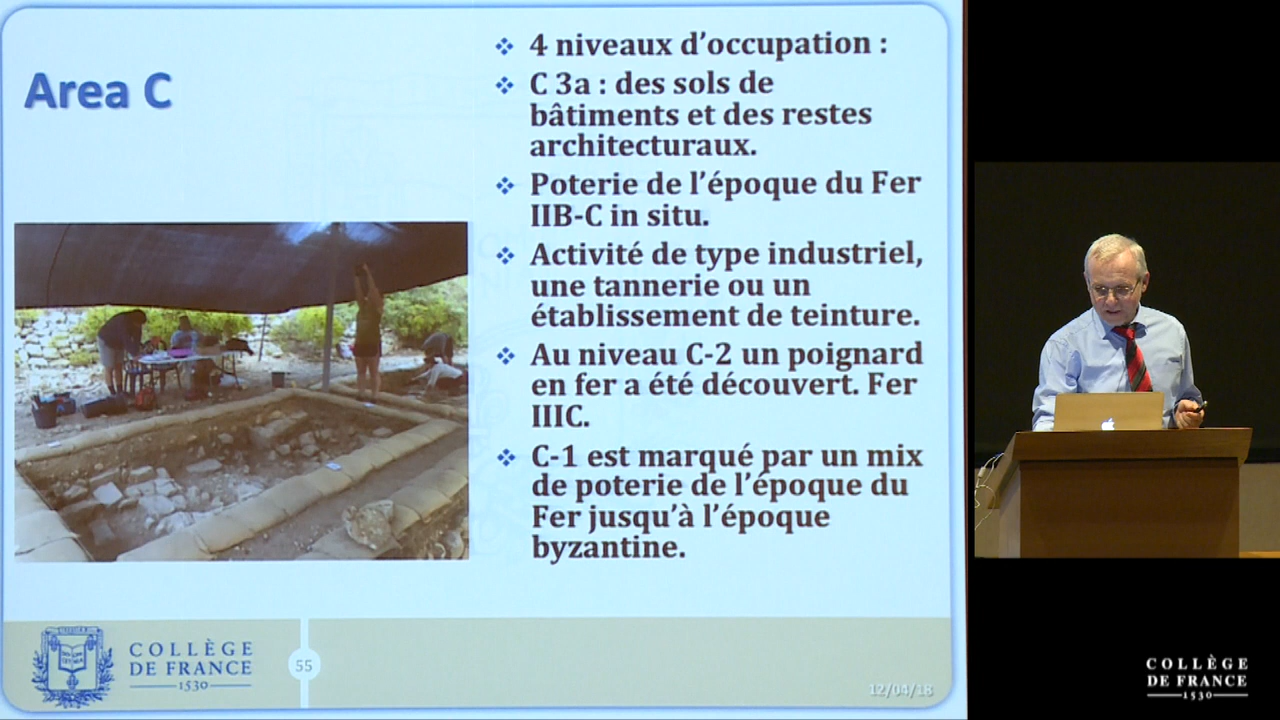 Area C
❖ 4 niveaux d'occupation :
❖ C 3a : des sols de
bâtiments et des restes
architecturaux.
❖ Poterie de l'époque du Fer
IIB-C in situ.
❖ Activité de type industriel,
une tannerie ou un
établissement de teinture.
❖ Au niveau C-2 un poignard
en fer a été découvert. Fer
IIIC.
❖ C-1 est marqué par un mix
de poterie de l'époque du
Fer jusqu'à l'époque
byzantine.
COLLÈGE
DE FRANCE
1530
55
12/04/18
COLLÈGE
DE FRANCE
1530